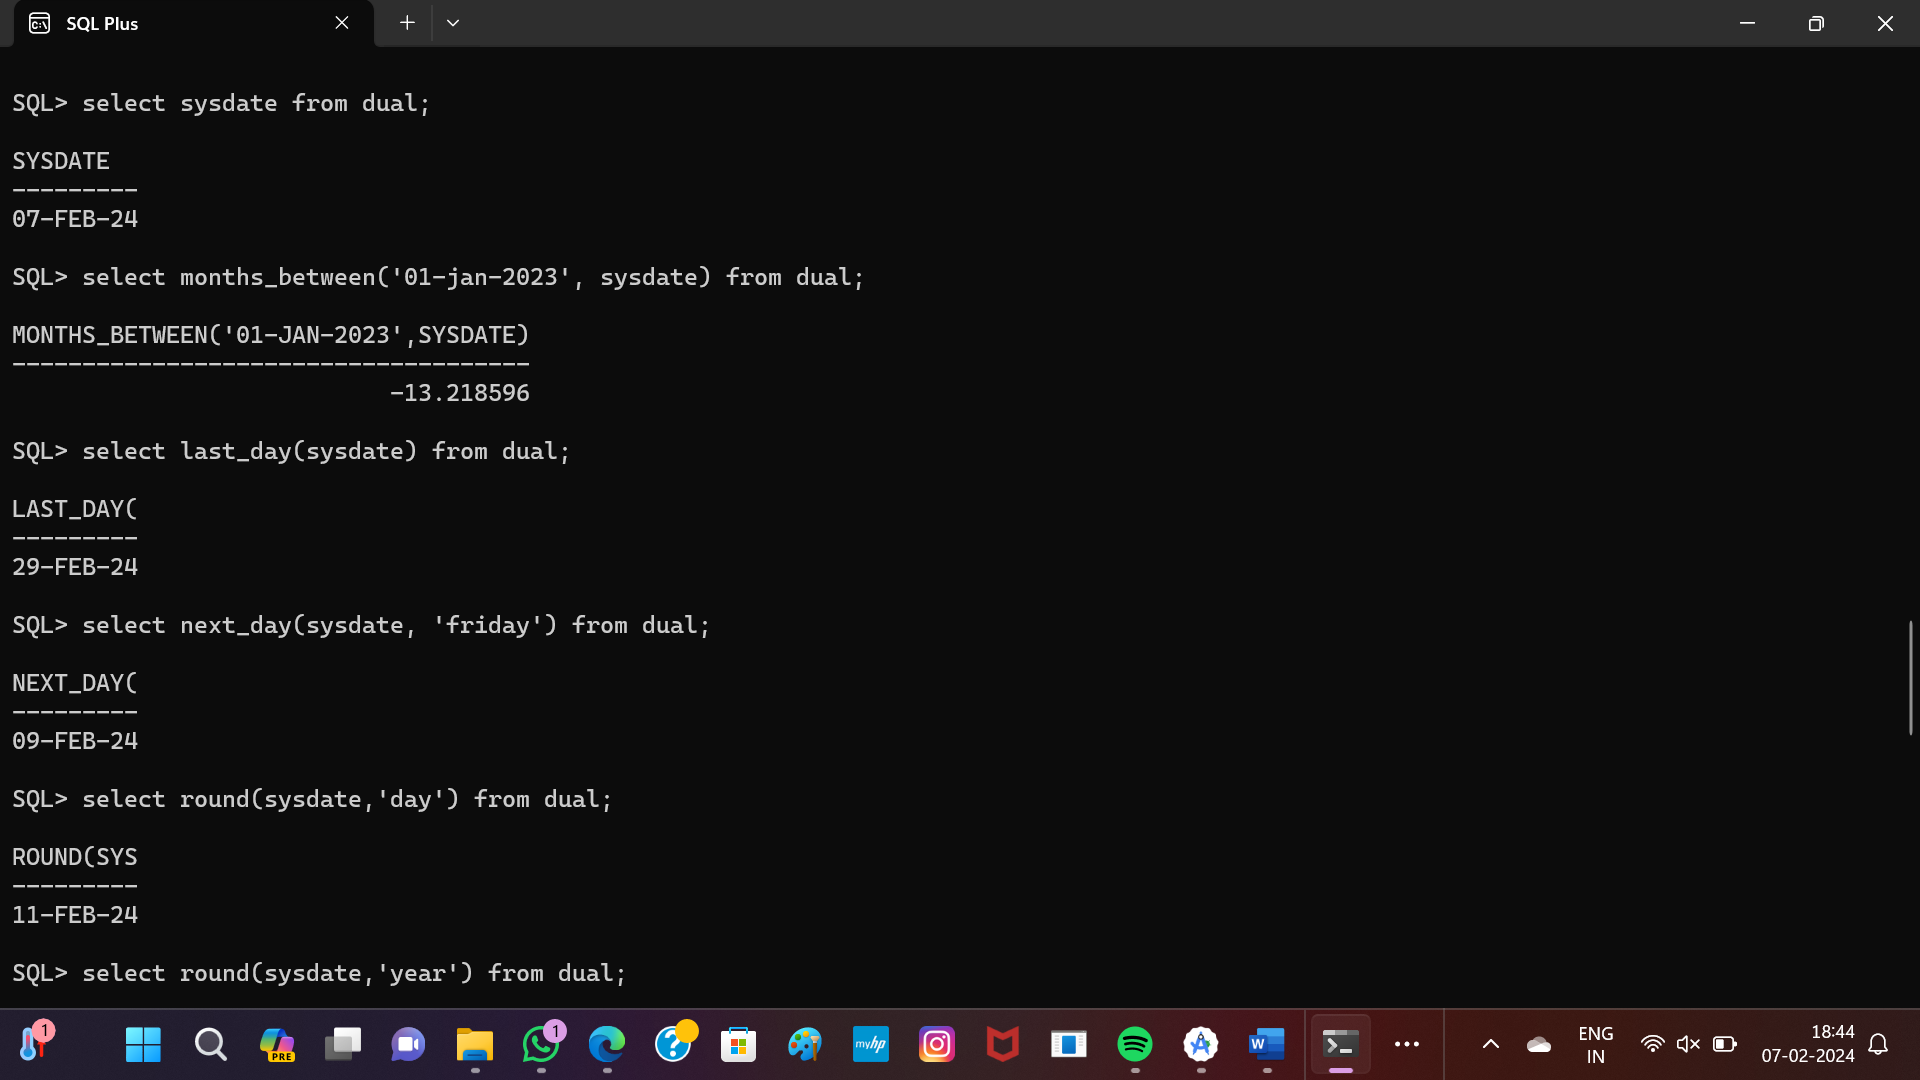 SQL Plus
SQL> select sysdate from dual;
SYSDATE
---------
07-FEB-24
SQL> select months_between('01-jan-2023', sysdate) from dual;
MONTHS_BETWEEN('01-JAN-2023',SYSDATE)
-------------------------------------
-13.218596
SQL> select last_day(sysdate) from dual;
LAST_DAY(
---------
29-FEB-24
SQL> select next_day(sysdate, 'friday') from dual;
NEXT_DAY(
---------
09-FEB-24
SQL> select round(sysdate,'day') from dual;
ROUND(SYS
---------
11-FEB-24
SQL> select round(sysdate,'year') from dual;
1
PRE
1
myhp
W
ENG
IN
18:44
07-02-2024